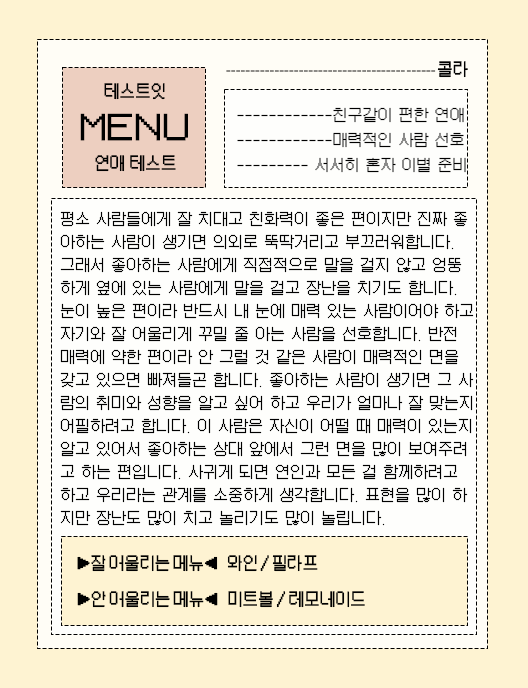 콜라
테스트잇
MENU
연애 테스트
친구같이 편한 연애
매력적인 사람 선호
서서히 혼자 이별 준비
평소 사람들에게 잘 치대고 친화력이 좋은 편이지만 진짜 좋
아하는 사람이 생기면 의외로 뚝딱거리고 부끄러워합니다.
그래서 좋아하는 사람에게 직접적으로 말을 걸지 않고 엉뚱
하게 옆에 있는 사람에게 말을 걸고 장난을 치기도 합니다.
눈이 높은 편이라 반드시 내 눈에 매력 있는 사람이어야 하고
자기와 잘 어울리게 꾸밀 줄 아는 사람을 선호합니다. 반전
매력에 약한 편이라 안 그럴 것 같은 사람이 매력적인 면을
갖고 있으면 빠져들곤 합니다. 좋아하는 사람이 생기면 그 사
람의 취미와 성향을 알고 싶어 하고 우리가 얼마나 잘 맞는지
어필하려고 합니다. 이 사람은 자신이 어떨 때 매력이 있는지
알고 있어서 좋아하는 상대 앞에서 그런 면을 많이 보여주려
고 하는 편입니다. 사귀게 되면 연인과 모든 걸 함께하려고
하고 우리라는 관계를 소중하게 생각합니다. 표현을 많이 하
지만 장난도 많이 치고 놀리기도 많이 놀립니다.
▶잘 어울리는 메뉴◀ 와인 / 필라프
▶안 어울리는 메뉴◀ 미트볼 / 레모네이드